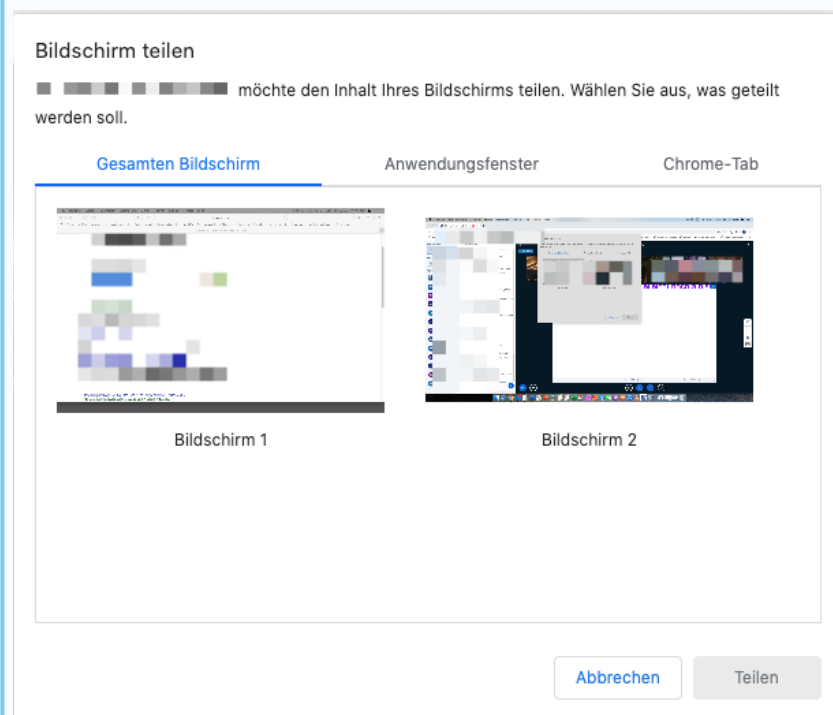 Bildschirm teilen
möchte den Inhalt Ihres Bildschirms teilen. Wählen Sie aus, was geteilt
werden soll.
Gesamten Bildschirm Anwendungsfenster Chrome-Tab
Bildschirm 1 Bildschirm 2
Abbrechen Teilen